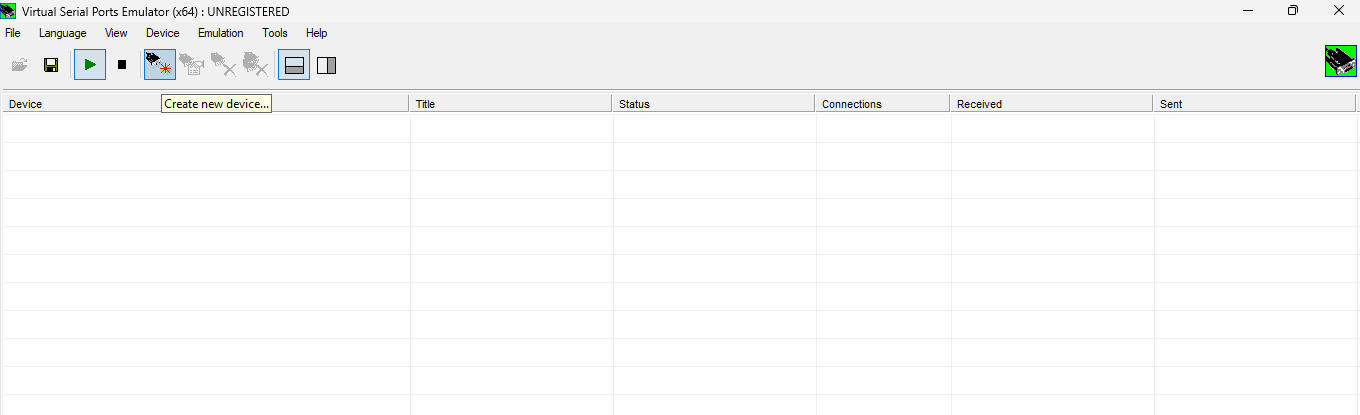 Virtual Serial Ports Emulator (x64) : UNREGISTERED
File Language View Device Emulation Tools Help
Device Title Status Connections Received Sent
Create new device...